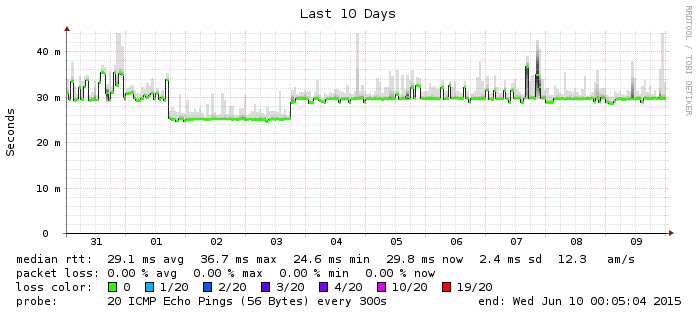 Last 10 Days
RRDTOOL / TOBI OETIKER
Seconds
40 m
30 m
20 m
10 m
0
31 01 02 03 04 05 06 07 08 09
median rtt: 29.1 ms avg 36.7 ms max 24.6 ms min 29.8 ms now 2.4 ms sd 12.3 am/s
packet loss: 0.00 % avg 0.00 % max 0.00 % min 0.00 % now
loss color: 0 1/20 2/20 3/20 4/20 10/20 19/20
probe: 20 ICMP Echo Pings (56 Bytes) every 300s end: Wed Jun 10 00:05:04 2015